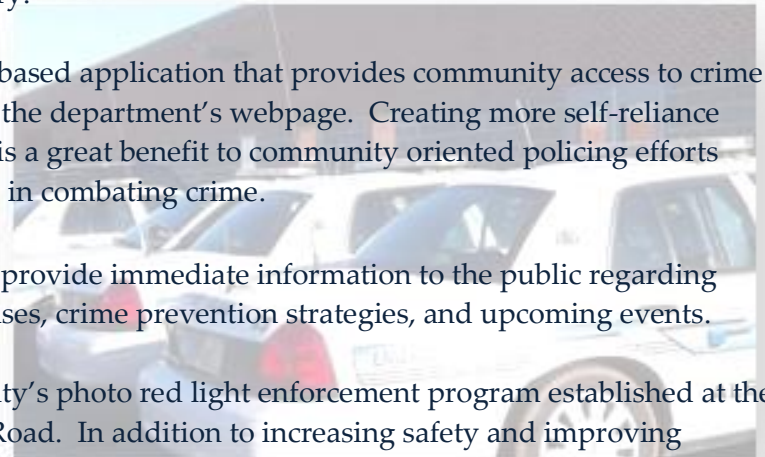 based application that provides community access to crime
the department's webpage.  Creating more self-reliance
is a great benefit to community oriented policing efforts
in combating crime.
provide immediate information to the public regarding
crime prevention strategies, and upcoming events.
photo red light enforcement program established at the
Road.  In addition to increasing safety and improving